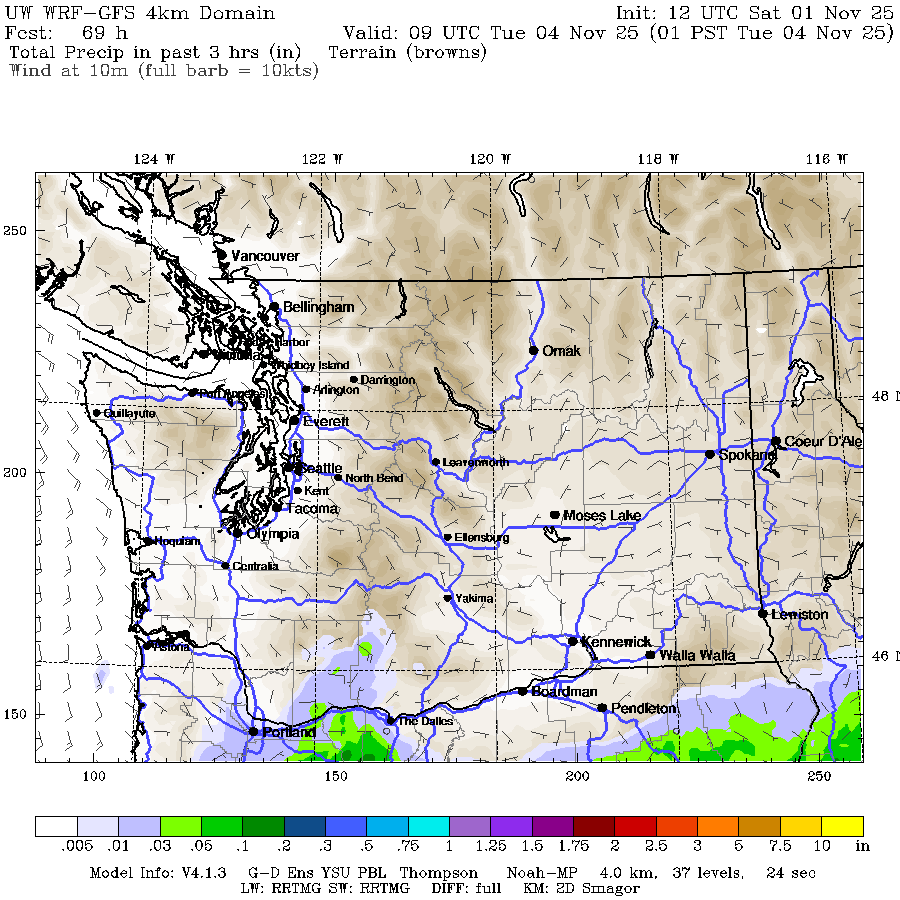 UW WRF-GFS 4km Domain Init: 12 UTC Sat 01 Nov 25
Fcst: 69 h Valid: 09 UTC Tue 04 Nov 25 (01 PST Tue 04 Nov 25)
Total Precip in past 3 hrs (in) Terrain (browns)
Wind at 10m (full barb = 10kts)
124 W 122 W 120 W 118 W 116 W
250
Vancouver
Bellingham
Harbor
Omak
Whidbey Island
Darrington
Arlington
Port Angeles
48 N
Quillayute
Everett
Coeur D'Ale
Spokane
Leavenworth
200
Seattle
North Bend
Kent
Tacoma
Moses Lake
Olympia
Ellensburg
Hoquiam
Centralia
Yakima
Lewiston
Kennewick
Astoria
Walla Walla
46 N
Boardman
Pendleton
150
The Dalles
Portland
100 150 200 250
.005 .01 .03 .05 .1 .2 .3 .5 .75 1 1.25 1.5 1.75 2 2.5 3 5 7.5 10 in
Model Info: V4.1.3 G-D Ens YSU PBL Thompson Noah-MP 4.0 km, 37 levels, 24 sec
LW: RRTMG SW: RRTMG DIFF: full KM: 2D Smagor